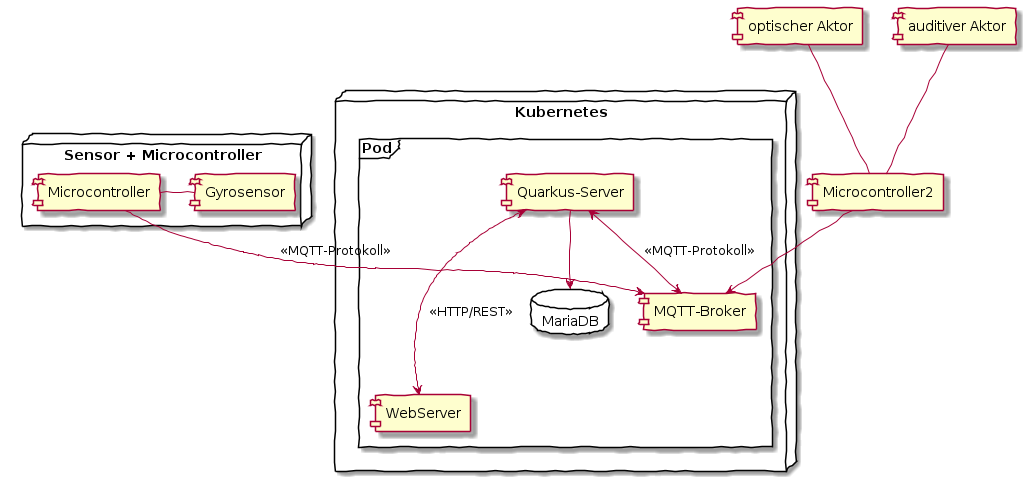 optischer Aktor
auditiver Aktor
Kubernetes
Pod
Sensor + Microcontroller
Microcontroller
Gyrosensor
Quarkus-Server
Microcontroller2
«MQTT-Protokoll»
«MQTT-Protokoll»
«HTTP/REST»
MariaDB
MQTT-Broker
WebServer